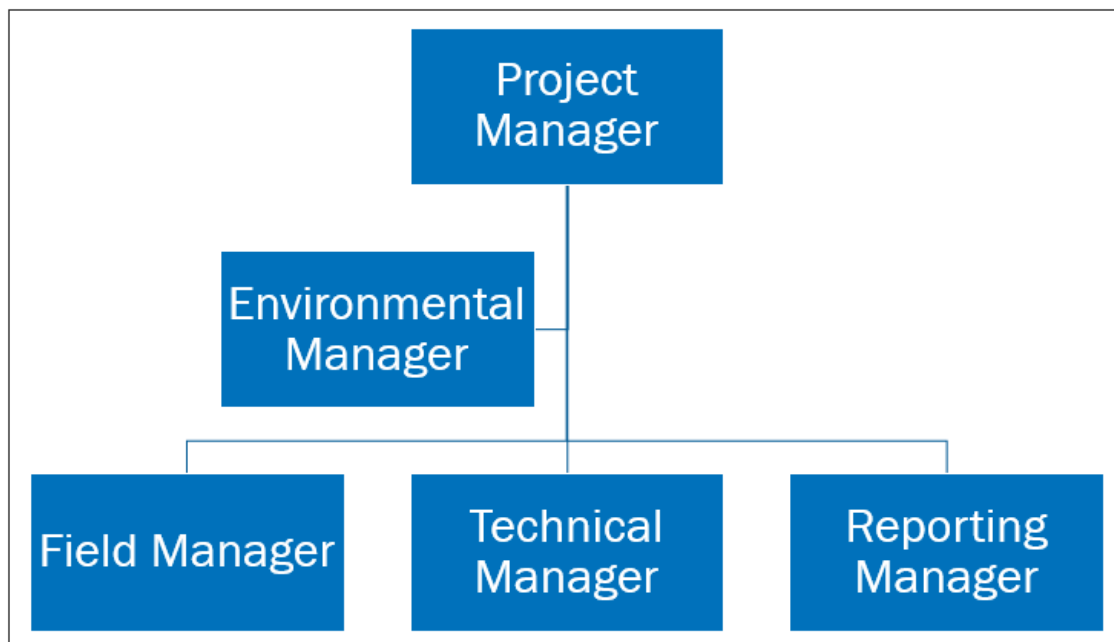 Project
Manager
Environmental
Manager
Field Manager
Technical
Manager
Reporting
Manager